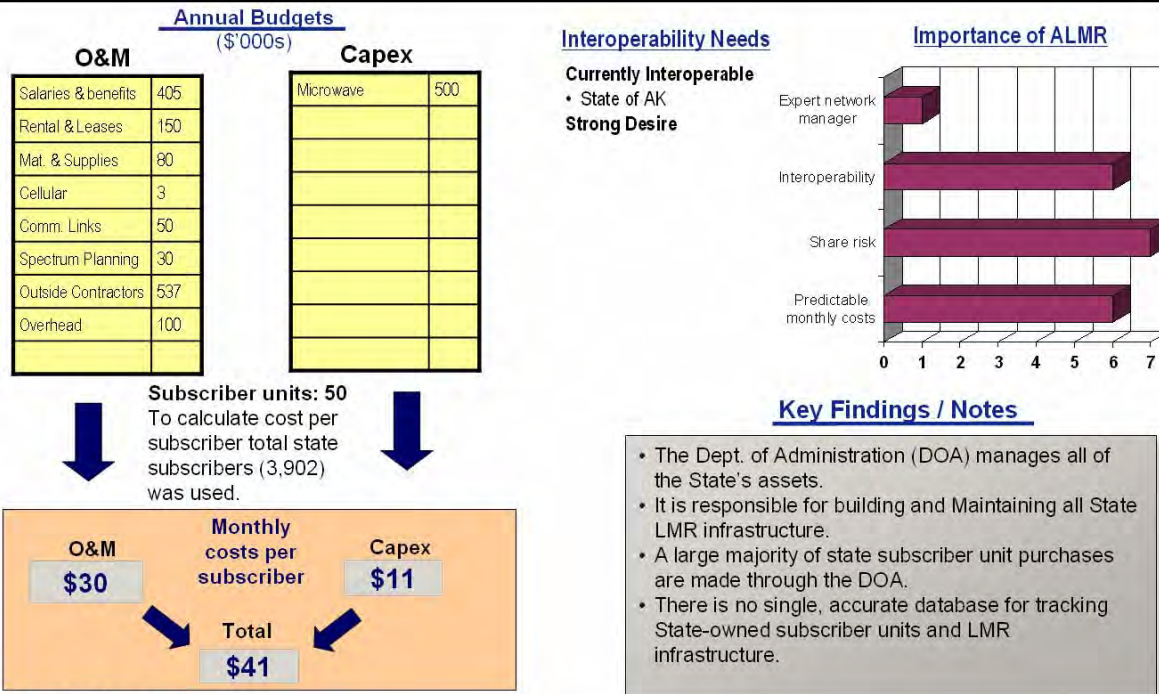 Annual Budgets
($'000s)
O&M
Capex
Salaries & benefits 405
Rental & Leases 150
Mat. & Supplies 80
Cellular 3
Comm. Links 50
Spectrum Planning 30
Outside Contractors 537
Overhead 100
Microwave 500
Subscriber units: 50
To calculate cost per
subscriber total state
subscribers (3,902)
was used.
Monthly
costs per
subscriber
O&M
$30
Capex
$11
Total
$41
Interoperability Needs
Currently Interoperable
• State of AK
Strong Desire
Importance of ALMR
Expert network
manager
Interoperability
Share risk
Predictable
monthly costs
0 1 2 3 4 5 6 7
Key Findings / Notes
• The Dept. of Administration (DOA) manages all of
the State's assets.
• It is responsible for building and Maintaining all State
LMR infrastructure.
• A large majority of state subscriber unit purchases
are made through the DOA.
• There is no single, accurate database for tracking
State-owned subscriber units and LMR
infrastructure.